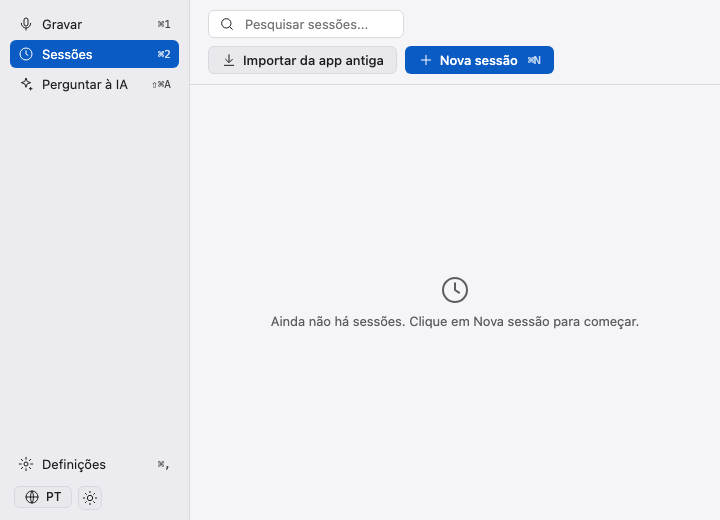 Gravar ⌘1
Sessões ⌘2
Perguntar à IA ⇧⌘A
Pesquisar sessões...
Importar da app antiga
Nova sessão ⌘N
Ainda não há sessões. Clique em Nova sessão para começar.
Definições ⌘,
PT